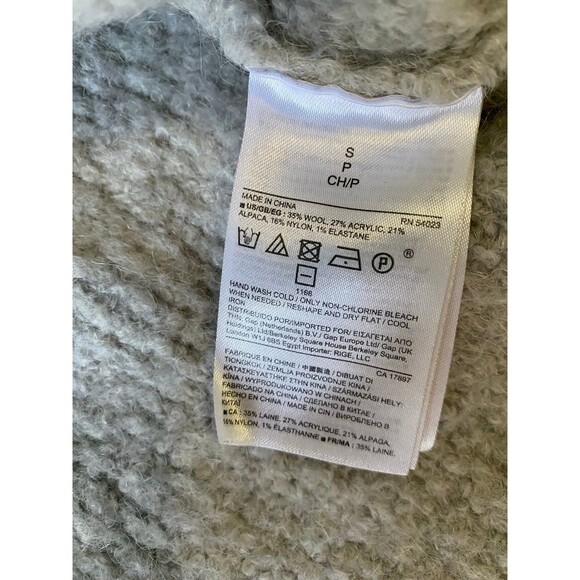 S
P
CH/P
MADE IN CHINA RN 54023
■ US/GB/EG : 35% WOOL, 27% ACRYLIC, 21%
ALPACA, 16% NYLON, 1% ELASTANE
P ®
1166
HAND WASH COLD / ONLY NON-CHLORINE BLEACH
WHEN NEEDED / RESHAPE AND DRY FLAT / COOL
IRON
DISTRIBUIDO POR/IMPORTED FOR/ΕΙΣΑΓΕΤΑΙ ΑΠΟ
Gap (Netherlands) B.V./ Gap Europe Ltd/ Gap (UK
Holdings) Ltd/Berkeley Square House Berkeley Square,
London W1J 6BS Egypt Importer: RIGE, LLC
CA 17897
FABRIQUE EN CHINE / 中國製造 / DIBUAT DI
TIONGKOK / ZEMLJA PROIZVODNJE KINA /
ΚΑΤΑΣΚΕΥΑΣΤΗΚΕ ΣΤΗΝ ΚΙΝΑ / SZÁRMAZÁSI HELY:
KÍNA / WYPRODUKOWANO W CHINACH /
FABRICADO NA CHINA / СДЕЛАНО В КИТАЕ /
HECHO EN CHINA / MADE IN CIN / ВИРОБЛЕНО В
КИТАЇ
■ CA : 35% LAINE, 27% ACRYLIQUE, 21% ALPAGA,
16% NYLON, 1% ÉLASTHANNE ■ FR/MA : 35% LAINE,